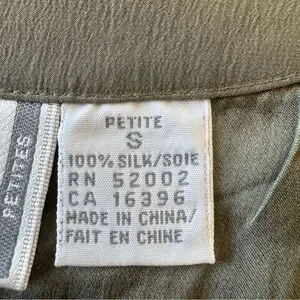 PETITE
S
100% SILK/SOIE
RN 52002
CA 16396
MADE IN CHINA/
FAIT EN CHINE
PETITES